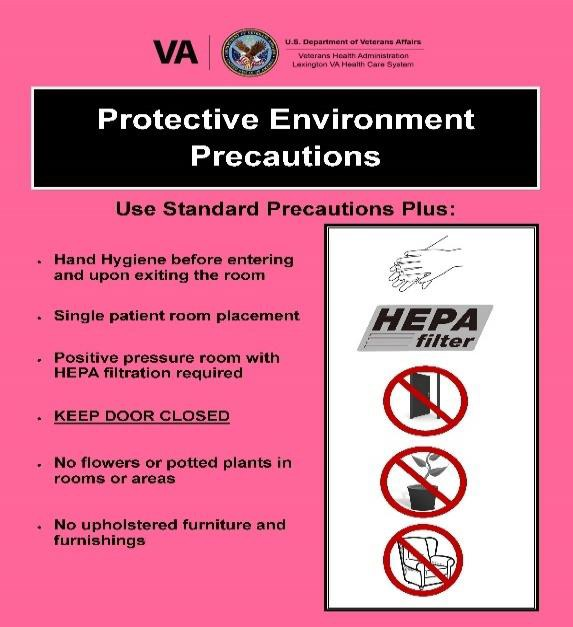 VA
U.S. Department of Veterans Affairs
Veterans Health Administration
Lexington VA Health Care System
Protective Environment
Precautions
Use Standard Precautions Plus:
• Hand Hygiene before entering
and upon exiting the room
• Single patient room placement
• Positive pressure room with
HEPA filtration required
• KEEP DOOR CLOSED
• No flowers or potted plants in
rooms or areas
• No upholstered furniture and
furnishings
HEPA
filter